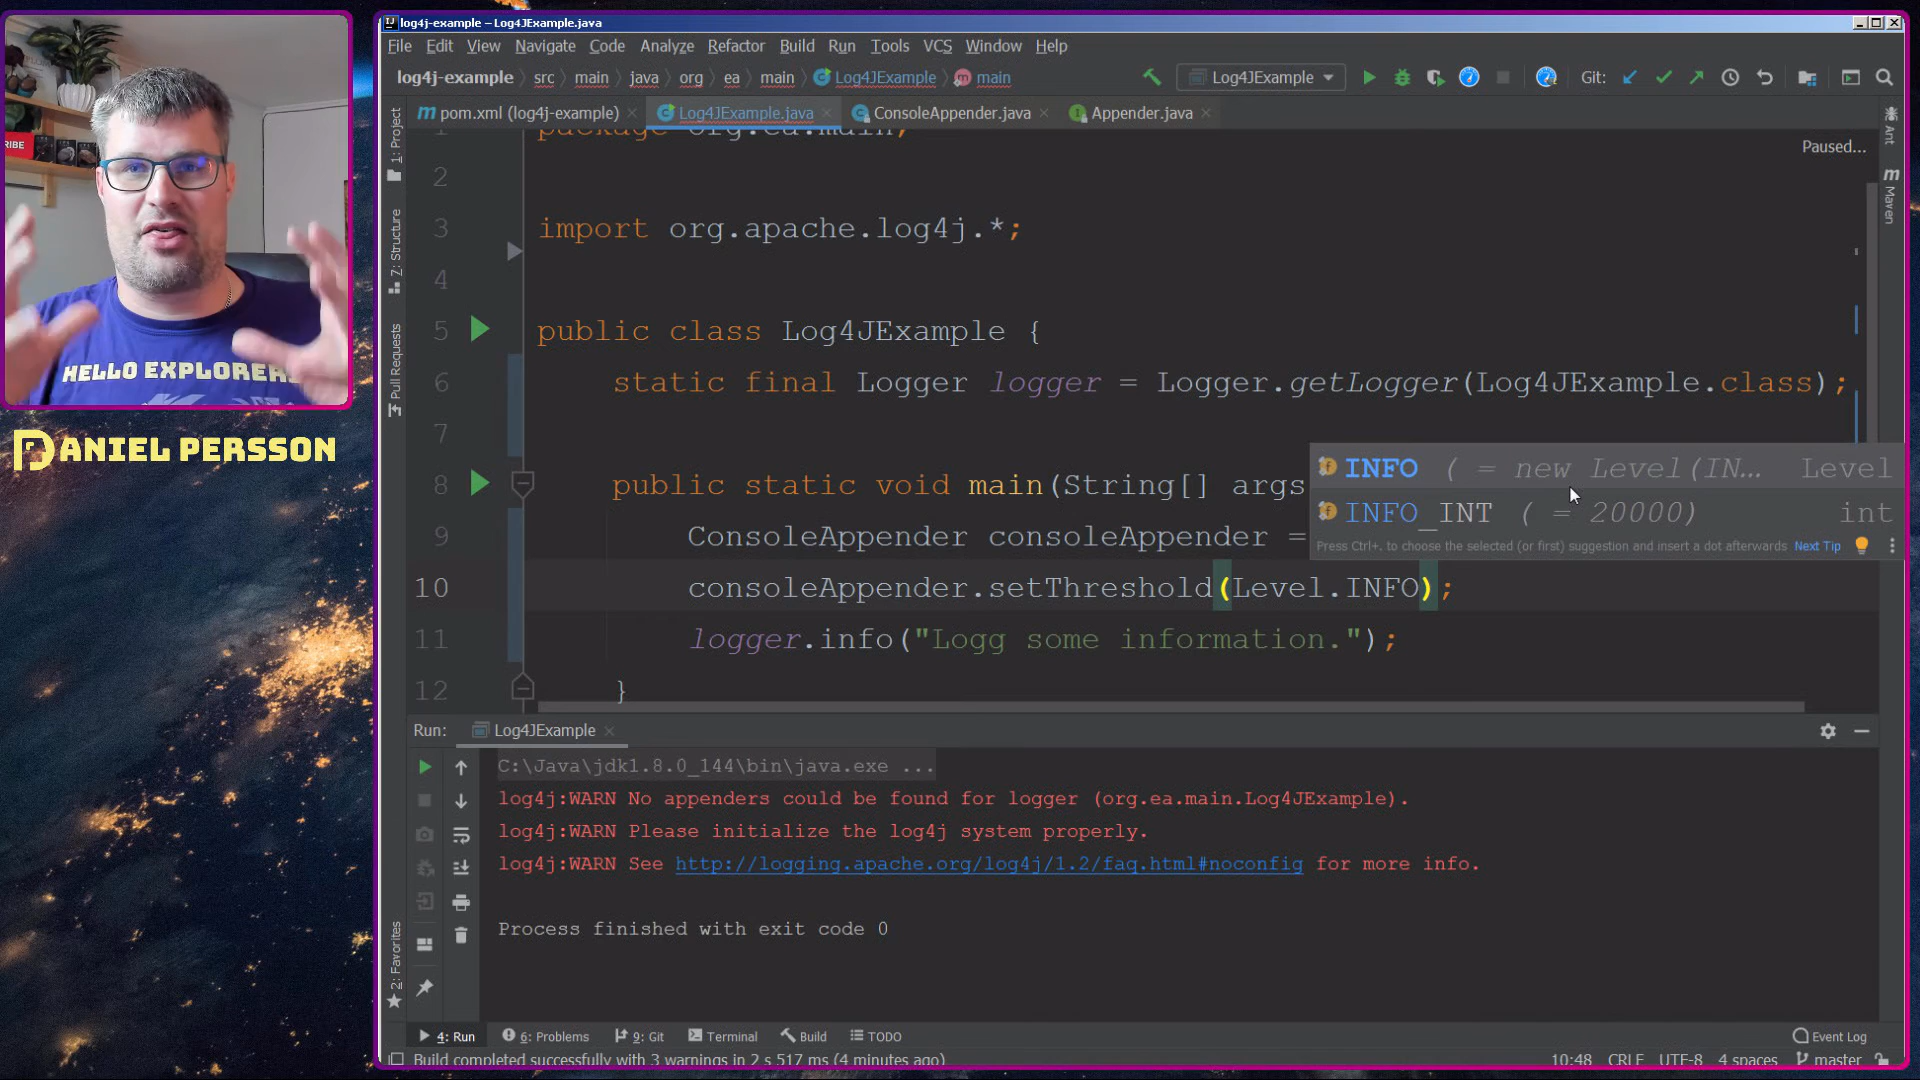 log4j-example – Log4JExample.java
File Edit View Navigate Code Analyze Refactor Build Run Tools VCS Window Help
log4j-example src main java org ea main Log4JExample main
Log4JExample
Git:
pom.xml (log4j-example) Log4JExample.java ConsoleAppender.java Appender.java
1: Project
Z: Structure
Pull Requests
2: Favorites
Ant
Maven
Paused...
1 package org.ea.main;
2
3 import org.apache.log4j.*;
4
5 public class Log4JExample {
6 static final Logger logger = Logger.getLogger(Log4JExample.class);
7
8 public static void main(String[] args
INFO ( = new Level(IN... Level
INFO_INT ( = 20000) int
Press Ctrl+. to choose the selected (or first) suggestion and insert a dot afterwards Next Tip
9 ConsoleAppender consoleAppender =
10 consoleAppender.setThreshold(Level.INFO);
11 logger.info("Logg some information.");
12 }
Run: Log4JExample
C:\Java\jdk1.8.0_144\bin\java.exe ...
log4j:WARN No appenders could be found for logger (org.ea.main.Log4JExample).
log4j:WARN Please initialize the log4j system properly.
log4j:WARN See http://logging.apache.org/log4j/1.2/faq.html#noconfig for more info.
Process finished with exit code 0
4: Run 6: Problems 9: Git Terminal Build TODO Event Log
Build completed successfully with 3 warnings in 2 s 517 ms (4 minutes ago)
10:48 CRLF UTF-8 4 spaces master
HELLO EXPLORERS
DANIEL PERSSON